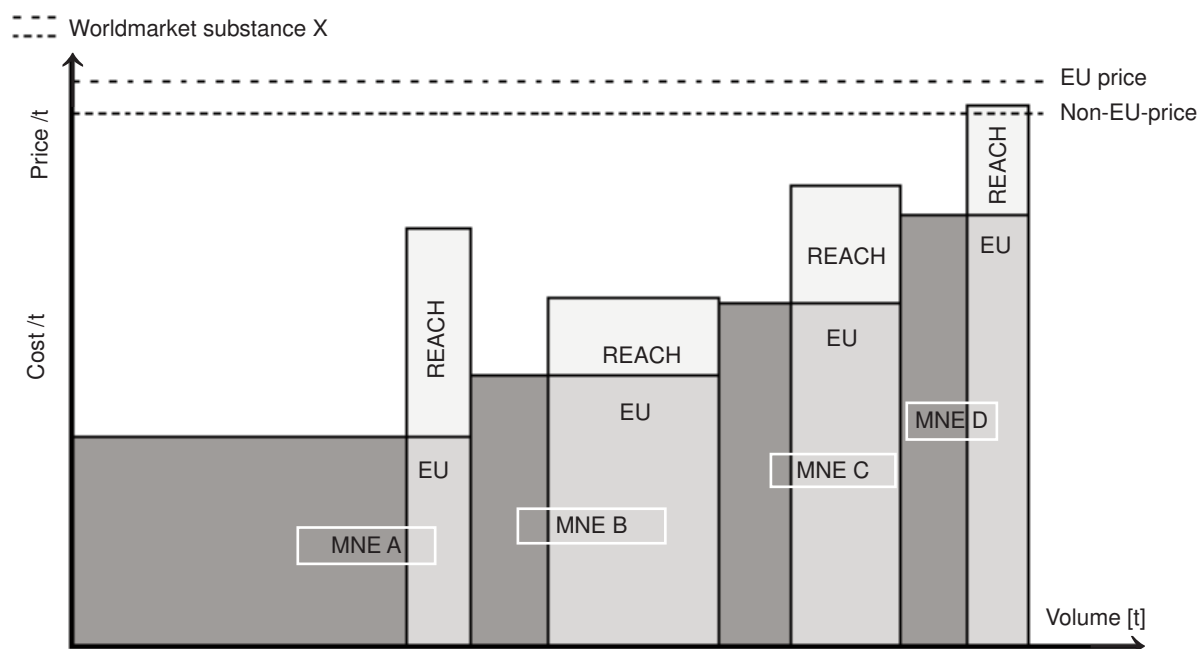 Worldmarket substance X
EU price
Non-EU-price
Price /t
Cost /t
REACH
REACH
REACH
REACH
EU
EU
EU
EU
MNE D
MNE C
MNE B
MNE A
Volume [t]